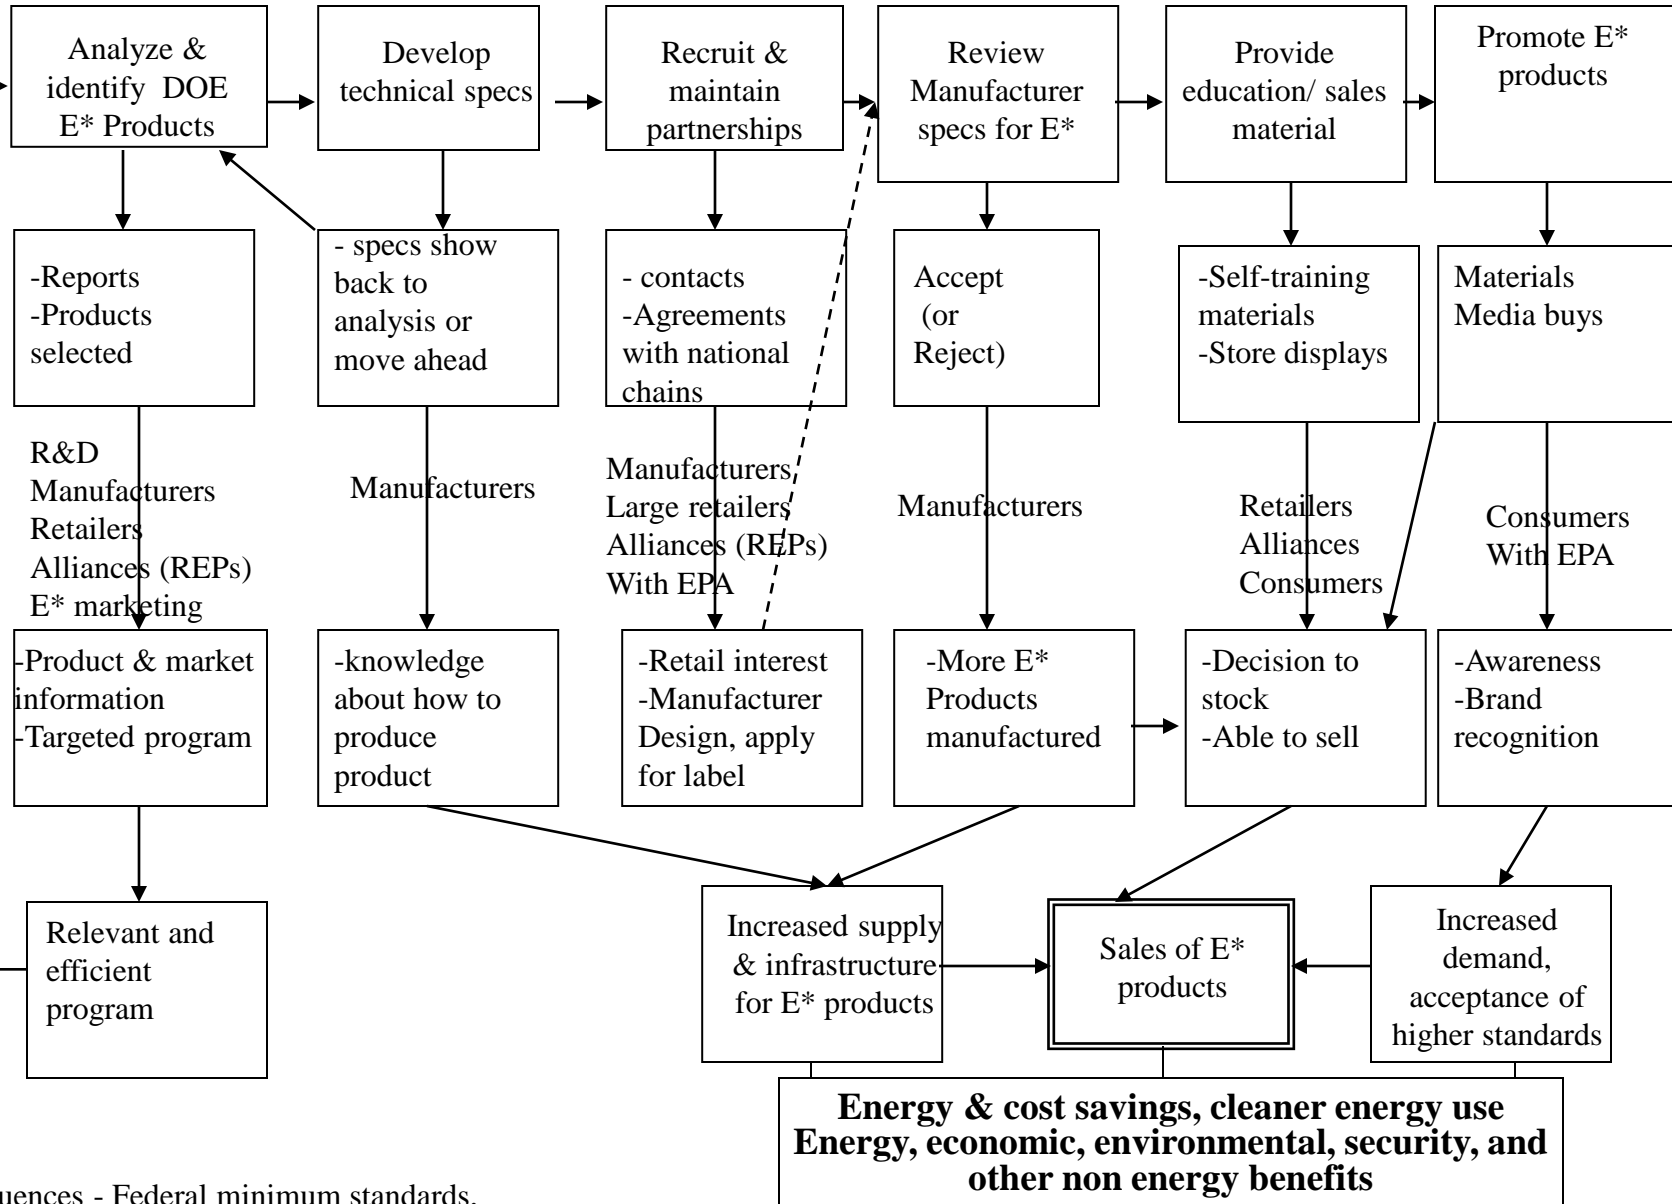 Analyze &
identify  DOE
E* Products
Develop
technical specs
Recruit &
maintain
partnerships
Review
Manufacturer
specs for E*
Provide
education/ sales
material
Promote E*
products
-Reports
-Products
selected
- specs show
back to
analysis or
move ahead
- contacts
-Agreements
with national
chains
Accept
(or
Reject)
-Self-training
materials
-Store displays
Materials
Media buys
R&D
Manufacturers
Retailers
Alliances (REPs)
E* marketing
Manufacturers
Manufacturers
Large retailers
Alliances (REPs)
With EPA
Manufacturers
Retailers
Alliances
Consumers
Consumers
With EPA
-Product & market
information
-Targeted program
-knowledge
about how to
produce
product
-Retail interest
-Manufacturer
Design, apply
for label
-More E*
Products
manufactured
-Decision to
stock
-Able to sell
-Awareness
-Brand
recognition
Relevant and
efficient
program
Increased supply
& infrastructure
for E* products
Sales of E*
products
Increased
demand,
acceptance of
higher standards
Energy & cost savings, cleaner energy use
Energy, economic, environmental, security, and
other non energy benefits
uences - Federal minimum standards,